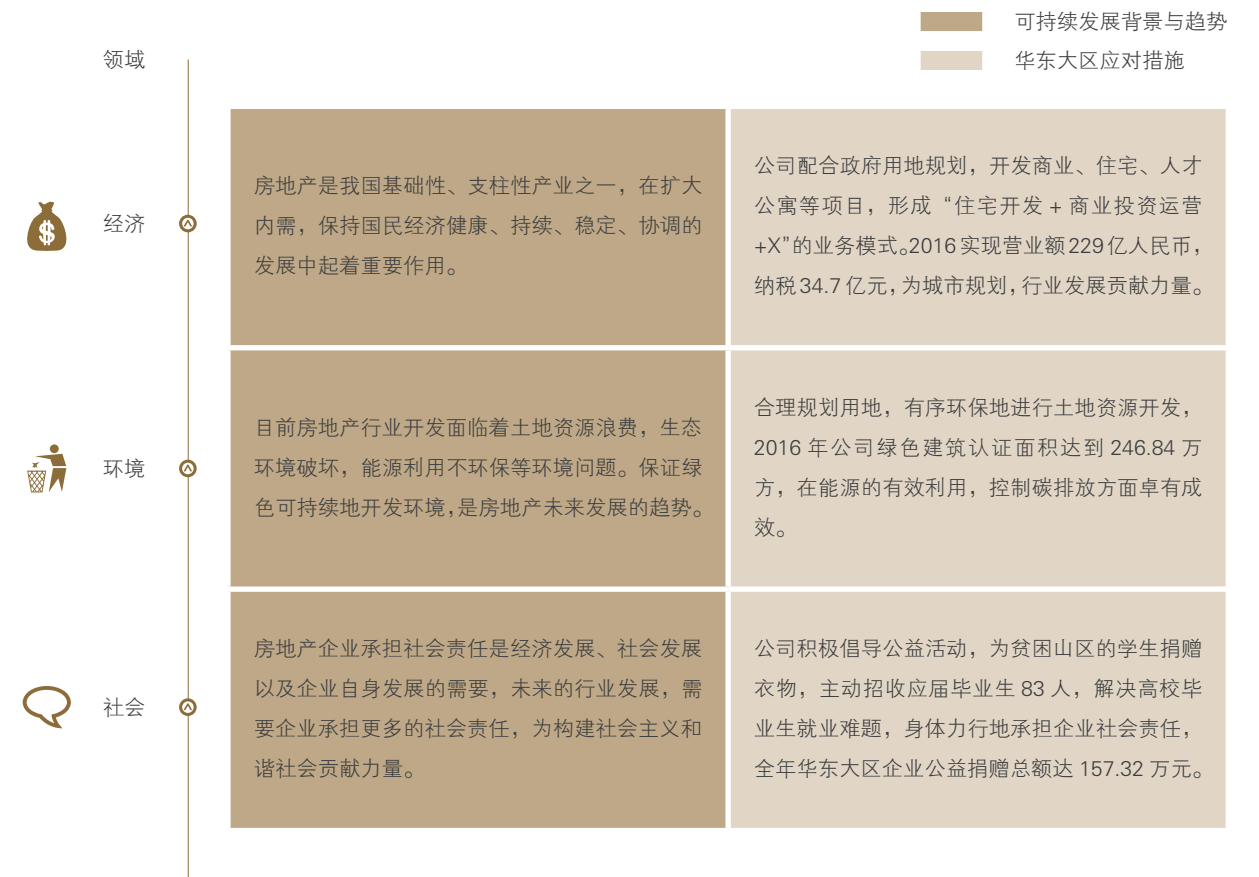 可持续发展背景与趋势
华东大区应对措施
领域
经济
房地产是我国基础性、支柱性产业之一，在扩大
内需，保持国民经济健康、持续、稳定、协调的
发展中起着重要作用。
公司配合政府用地规划，开发商业、住宅、人才
公寓等项目，形成“住宅开发 + 商业投资运营
+X”的业务模式。2016 实现营业额 229 亿人民币，
纳税 34.7 亿元，为城市规划，行业发展贡献力量。
环境
目前房地产行业开发面临着土地资源浪费，生态
环境破坏，能源利用不环保等环境问题。保证绿
色可持续地开发环境，是房地产未来发展的趋势。
合理规划用地，有序环保地进行土地资源开发，
2016 年公司绿色建筑认证面积达到 246.84 万
方，在能源的有效利用，控制碳排放方面卓有成
效。
社会
房地产企业承担社会责任是经济发展、社会发展
以及企业自身发展的需要，未来的行业发展，需
要企业承担更多的社会责任，为构建社会主义和
谐社会贡献力量。
公司积极倡导公益活动，为贫困山区的学生捐赠
衣物，主动招收应届毕业生 83 人，解决高校毕
业生就业难题，身体力行地承担企业社会责任，
全年华东大区企业公益捐赠总额达 157.32 万元。